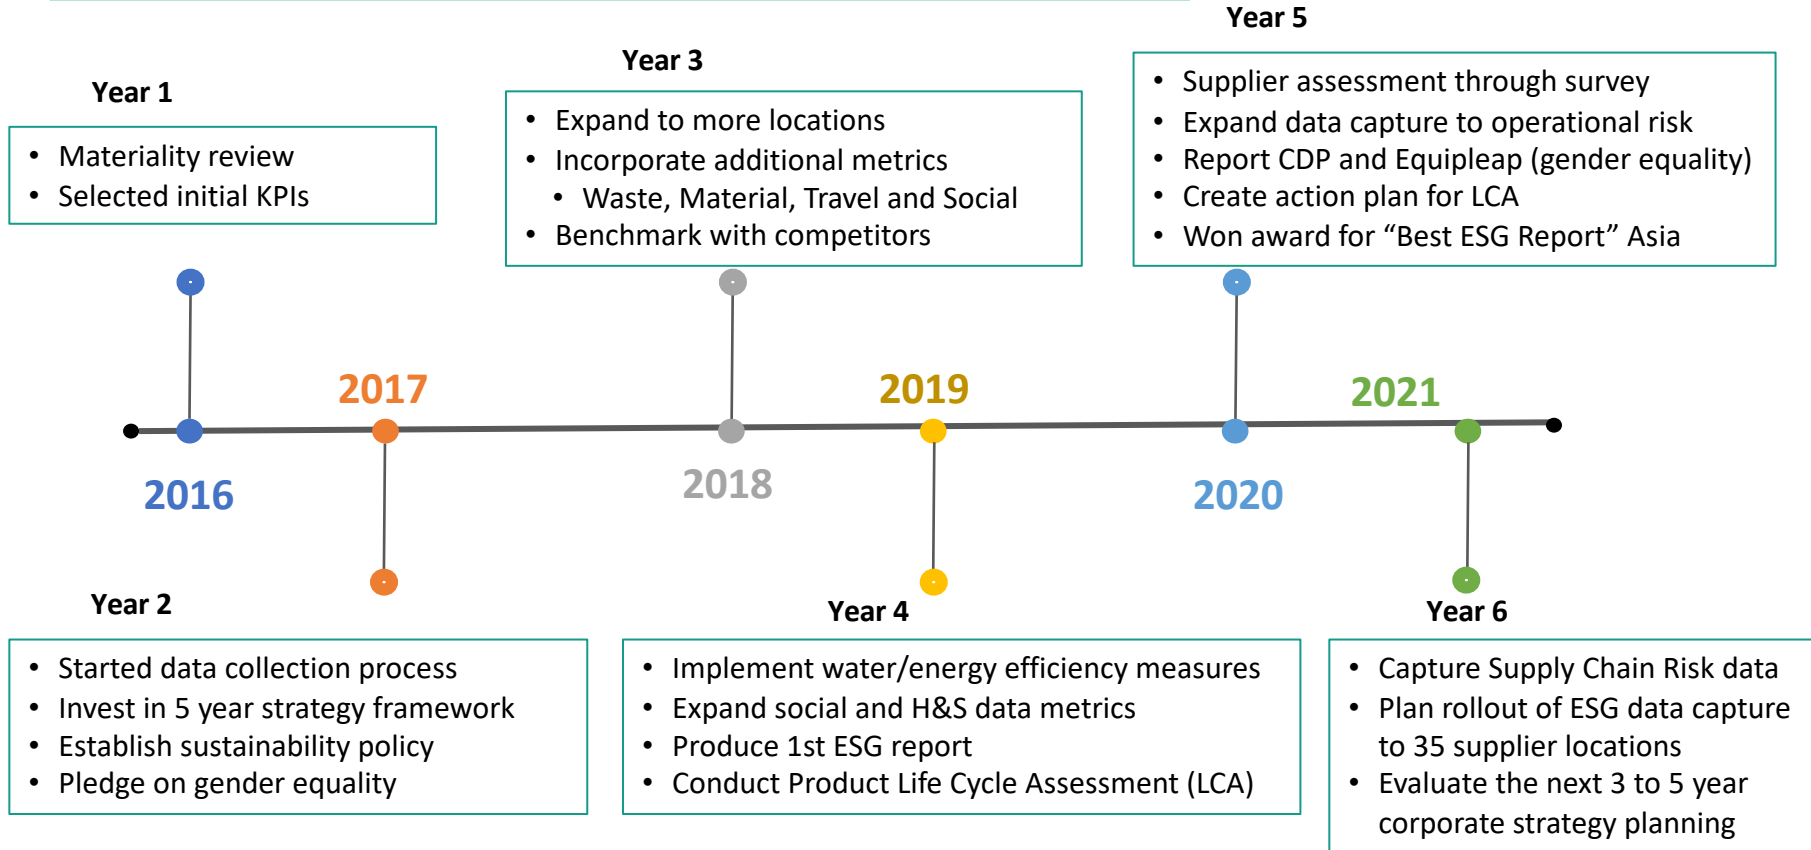 Year 1
• Materiality review
• Selected initial KPIs
Year 3
• Expand to more locations
• Incorporate additional metrics
• Waste, Material, Travel and Social
• Benchmark with competitors
Year 5
• Supplier assessment through survey
• Expand data capture to operational risk
• Report CDP and Equipleap (gender equality)
• Create action plan for LCA
• Won award for “Best ESG Report” Asia
2016
2017
2018
2019
2020
2021
Year 2
• Started data collection process
• Invest in 5 year strategy framework
• Establish sustainability policy
• Pledge on gender equality
Year 4
• Implement water/energy efficiency measures
• Expand social and H&S data metrics
• Produce 1st ESG report
• Conduct Product Life Cycle Assessment (LCA)
Year 6
• Capture Supply Chain Risk data
• Plan rollout of ESG data capture
to 35 supplier locations
• Evaluate the next 3 to 5 year
corporate strategy planning